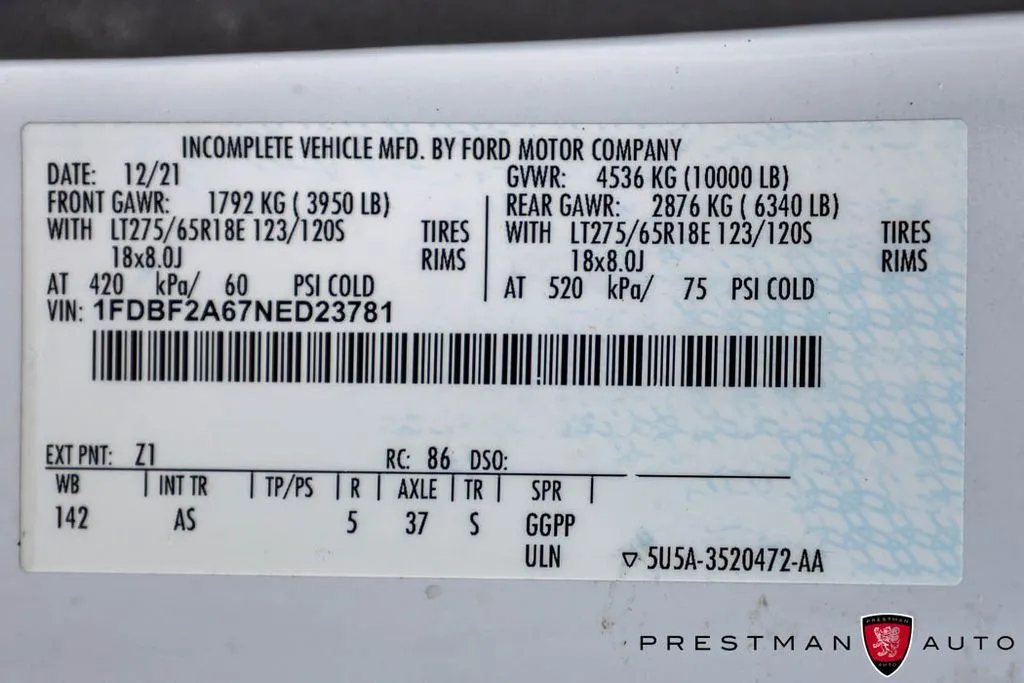 INCOMPLETE VEHICLE MFD. BY FORD MOTOR COMPANY
DATE: 12/21 GVWR: 4536 KG (10000 LB)
FRONT GAWR: 1792 KG ( 3950 LB) REAR GAWR: 2876 KG ( 6340 LB)
WITH LT275/65R18E 123/120S TIRES WITH LT275/65R18E 123/120S TIRES
18x8.0J RIMS 18x8.0J RIMS
AT 420 kPa/ 60 PSI COLD AT 520 kPa/ 75 PSI COLD
VIN: 1FDBF2A67NED23781
EXT PNT: Z1 RC: 86 DSO:
WB | INT TR | TP/PS | R | AXLE | TR | SPR |
142 AS 5 37 S GGPP
ULN ▽ 5U5A-3520472-AA
PRESTMAN PRESTMAN AUTO AUTO